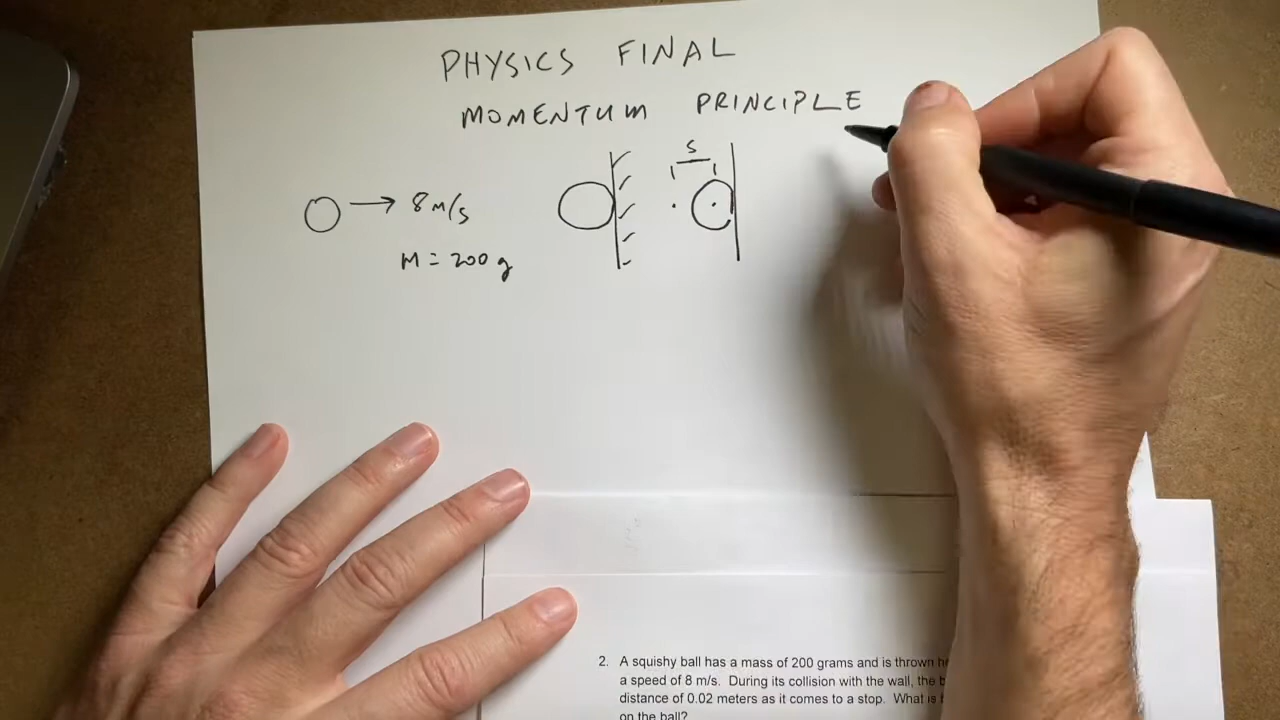 PHYSICS FINAL
MOMENTUM PRINCIPLE
S
8 m/s
M = 200 g
2. A squishy ball has a mass of 200 grams and is thrown
a speed of 8 m/s. During its collision with the wall, the
distance of 0.02 meters as it comes to a stop. What is
on the ball?